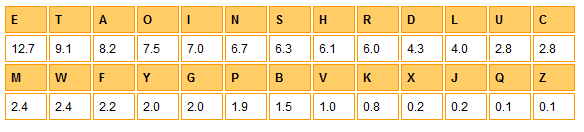 E T A O I N S H R D L U C
12.7 9.1 8.2 7.5 7.0 6.7 6.3 6.1 6.0 4.3 4.0 2.8 2.8
M W F Y G P B V K X J Q Z
2.4 2.4 2.2 2.0 2.0 1.9 1.5 1.0 0.8 0.2 0.2 0.1 0.1